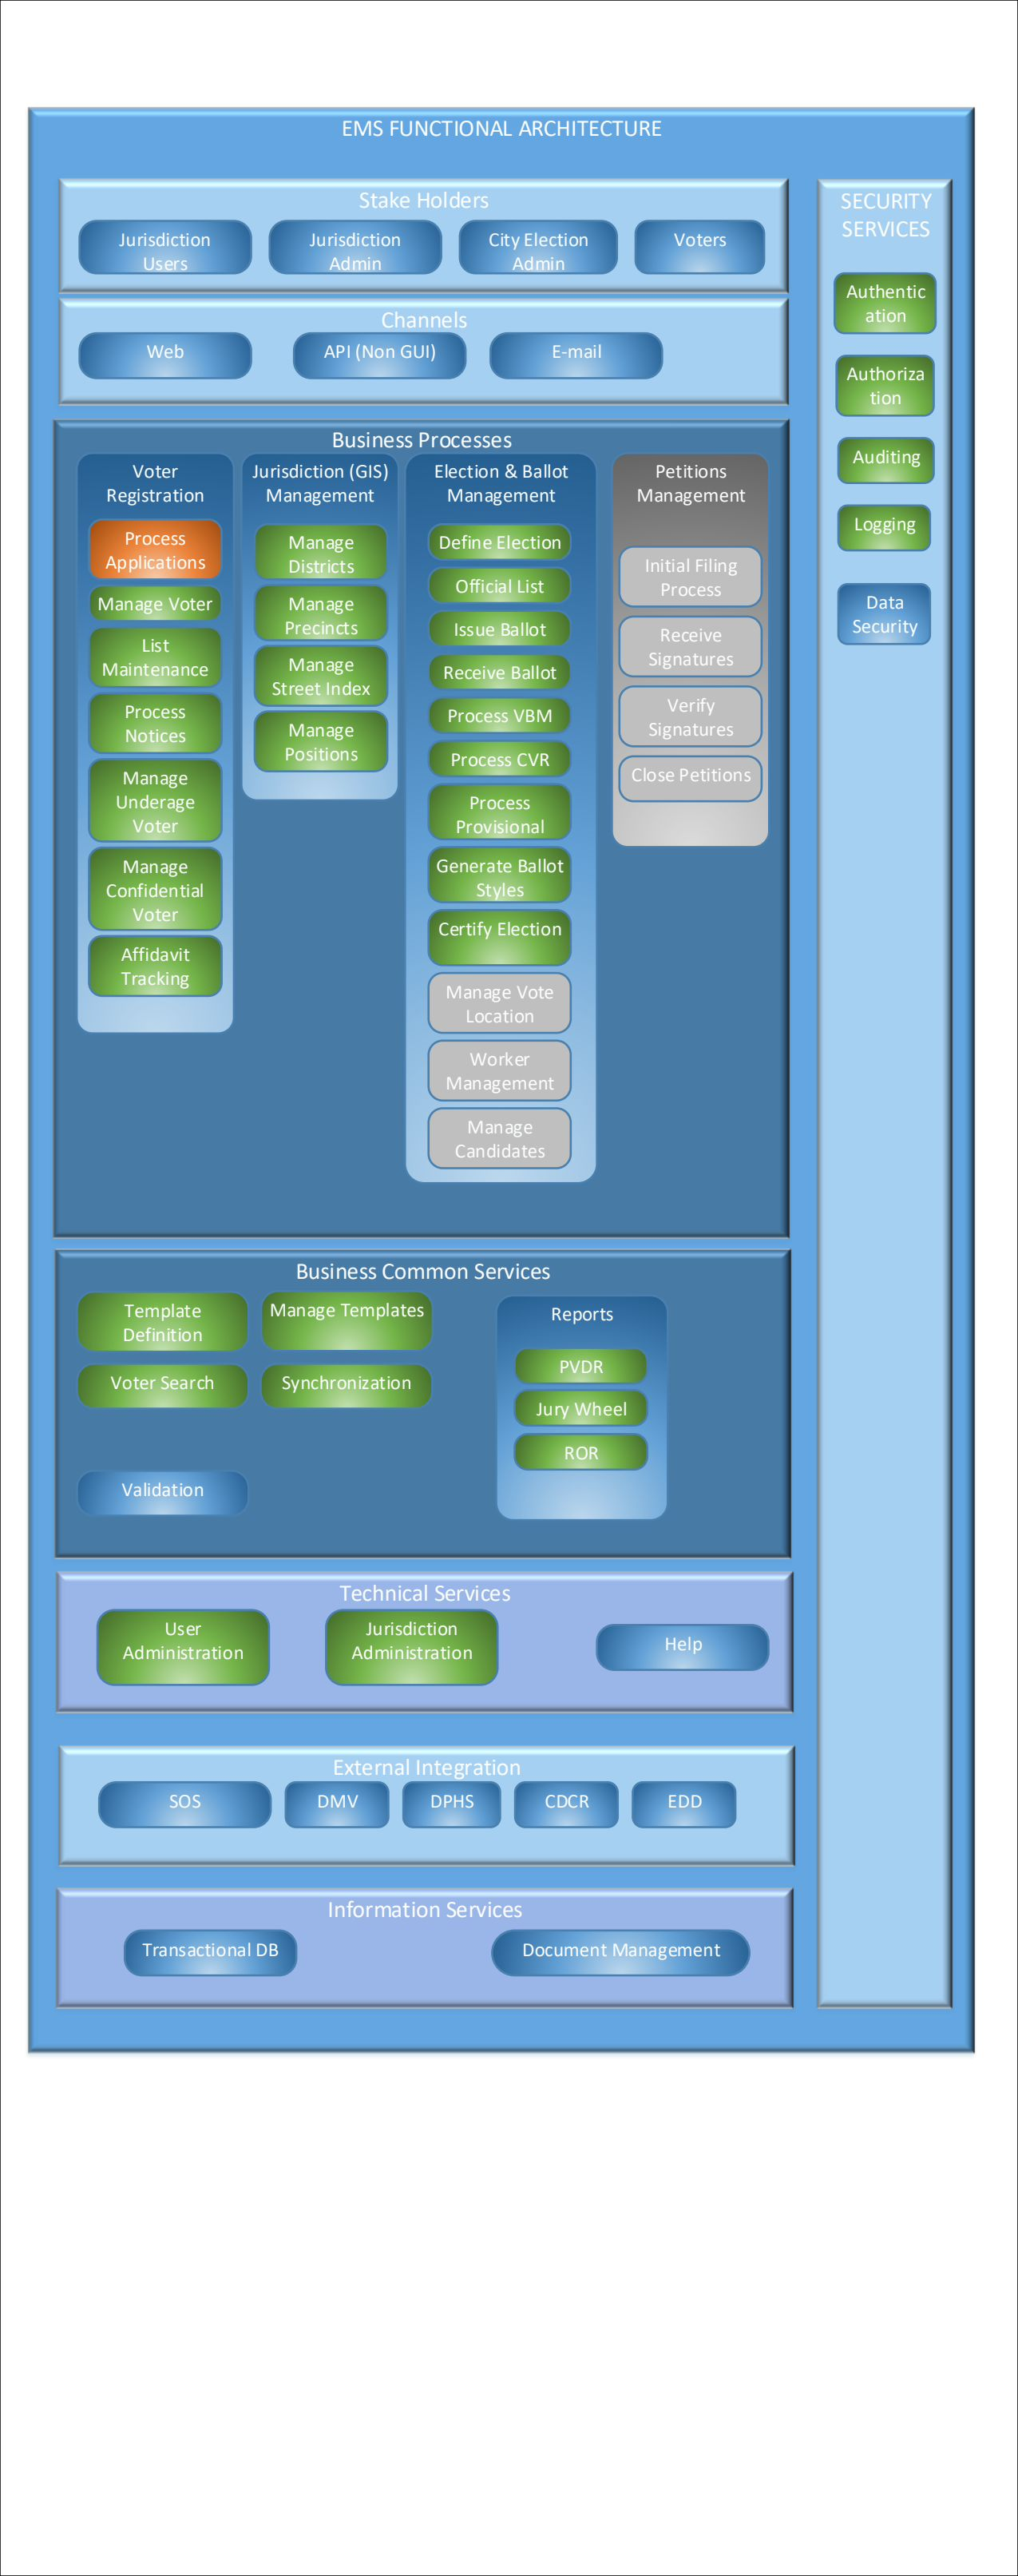 EMS FUNCTIONAL ARCHITECTURE
Stake Holders
Jurisdiction
Users
Jurisdiction
Admin
City Election
Admin
Voters
Channels
Web
API (Non GUI)
E-mail
Business Processes
Voter
Registration
Process
Applications
Manage Voter
List
Maintenance
Process
Notices
Manage
Underage
Voter
Manage
Confidential
Voter
Affidavit
Tracking
Jurisdiction (GIS)
Management
Manage
Districts
Manage
Precincts
Manage
Street Index
Manage
Positions
Election & Ballot
Management
Define Election
Official List
Issue Ballot
Receive Ballot
Process VBM
Process CVR
Process
Provisional
Generate Ballot
Styles
Certify Election
Manage Vote
Location
Worker
Management
Manage
Candidates
Petitions
Management
Initial Filing
Process
Receive
Signatures
Verify
Signatures
Close Petitions
Business Common Services
Template
Definition
Manage Templates
Voter Search
Synchronization
Validation
Reports
PVDR
Jury Wheel
ROR
Technical Services
User
Administration
Jurisdiction
Administration
Help
External Integration
SOS
DMV
DPHS
CDCR
EDD
Information Services
Transactional DB
Document Management
SECURITY
SERVICES
Authentic
ation
Authoriza
tion
Auditing
Logging
Data
Security